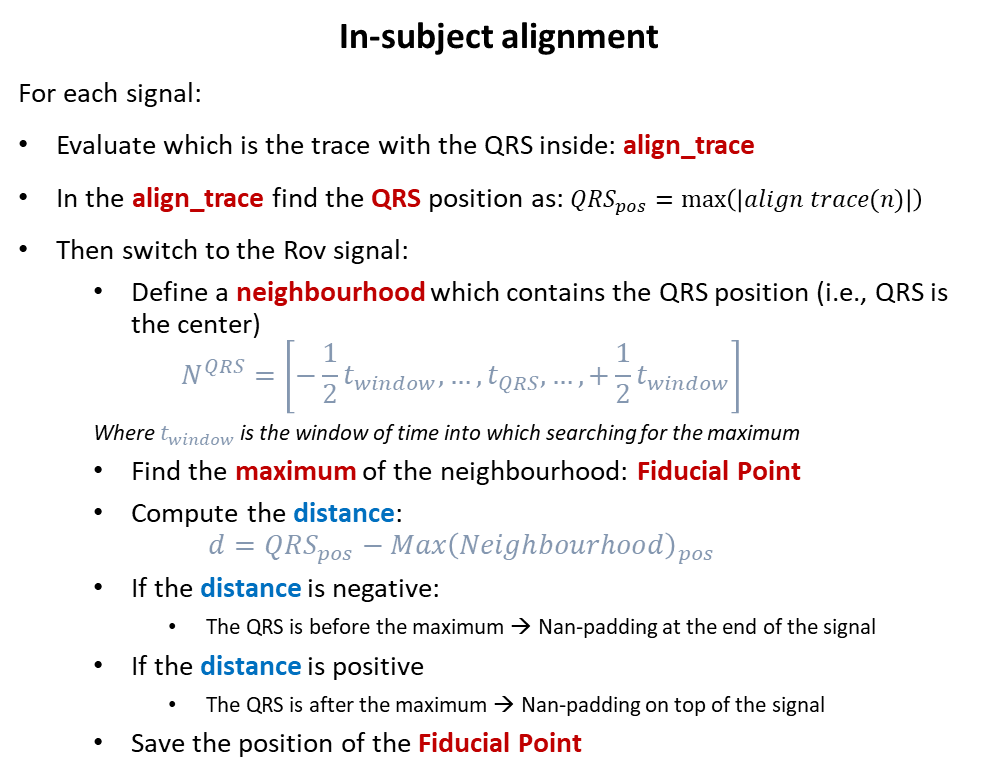 In-subject alignment
For each signal:
• Evaluate which is the trace with the QRS inside: align_trace
• In the align_trace find the QRS position as: QRS_pos = max(|align trace(n)|)
• Then switch to the Rov signal:
• Define a neighbourhood which contains the QRS position (i.e., QRS is
the center)
N^QRS = [−1/2 t_window, … , t_QRS, … , +1/2 t_window]
Where t_window is the window of time into which searching for the maximum
• Find the maximum of the neighbourhood: Fiducial Point
• Compute the distance:
d = QRS_pos − Max(Neighbourhood)_pos
• If the distance is negative:
• The QRS is before the maximum → Nan-padding at the end of the signal
• If the distance is positive
• The QRS is after the maximum → Nan-padding on top of the signal
• Save the position of the Fiducial Point